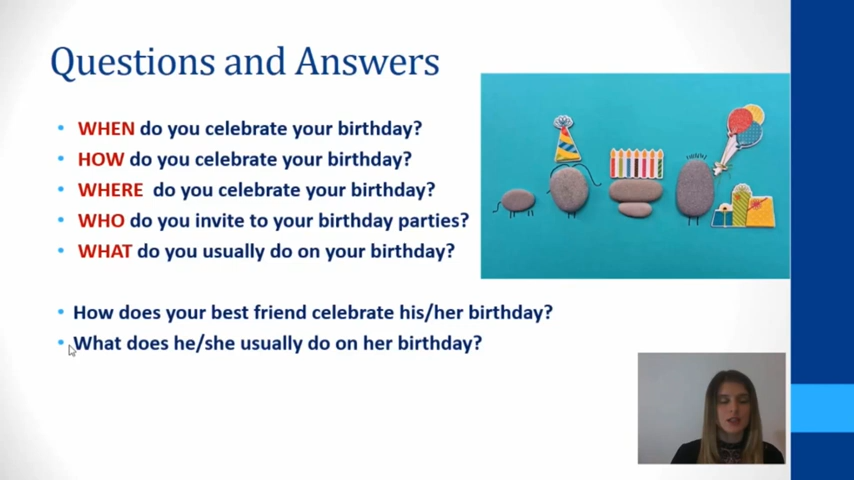 Questions and Answers
WHEN do you celebrate your birthday?
HOW do you celebrate your birthday?
WHERE do you celebrate your birthday?
WHO do you invite to your birthday parties?
WHAT do you usually do on your birthday?
How does your best friend celebrate his/her birthday?
What does he/she usually do on her birthday?